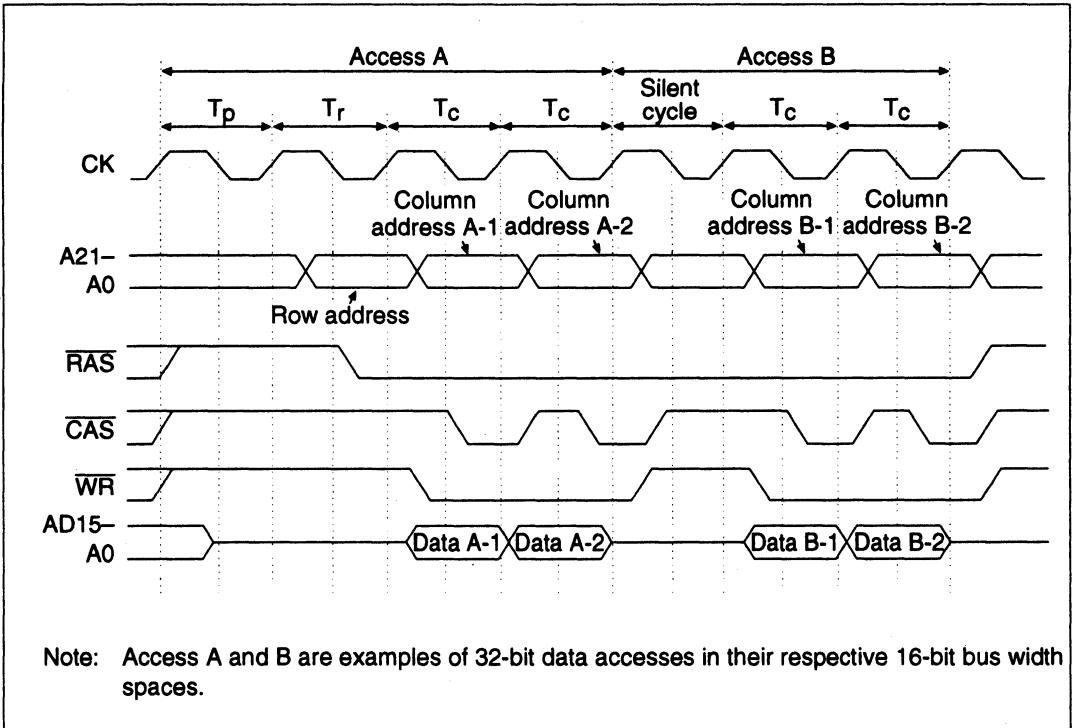 Access A Access B
Tp Tr Tc Tc Silent cycle Tc Tc
CK
Column address A-1 Column address A-2 Column address B-1 Column address B-2
A21–
A0
Row address
RAS
CAS
WR
AD15–
A0
Data A-1 Data A-2 Data B-1 Data B-2
Note: Access A and B are examples of 32-bit data accesses in their respective 16-bit bus width
spaces.